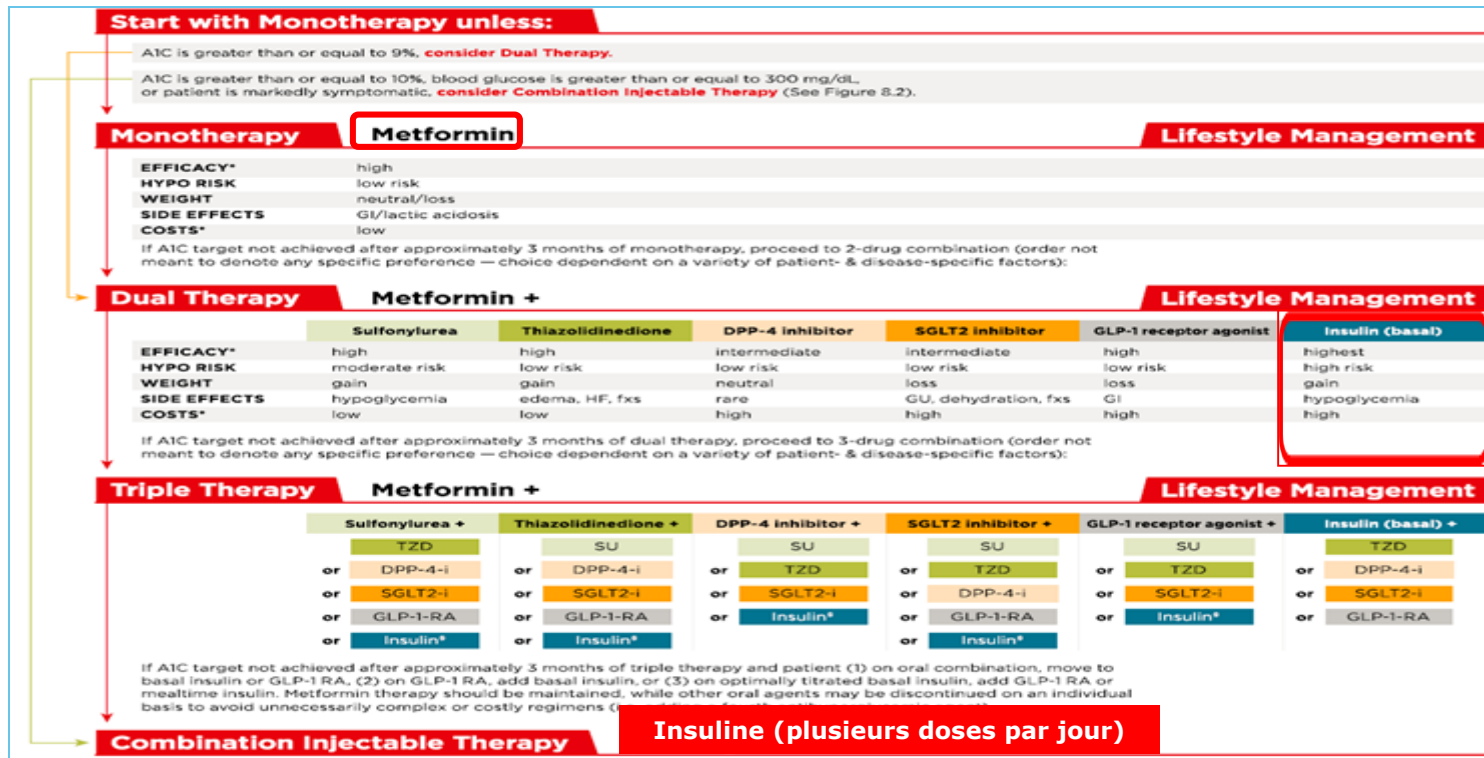 Start with Monotherapy unless:
A1C is greater than or equal to 9%, consider Dual Therapy.
A1C is greater than or equal to 10%, blood glucose is greater than or equal to 300 mg/dL,
or patient is markedly symptomatic, consider Combination Injectable Therapy (See Figure 8.2).
Monotherapy Metformin Lifestyle Management
EFFICACY* high
HYPO RISK low risk
WEIGHT neutral/loss
SIDE EFFECTS GI/lactic acidosis
COSTS* low
If A1C target not achieved after approximately 3 months of monotherapy, proceed to 2-drug combination (order not
meant to denote any specific preference — choice dependent on a variety of patient- & disease-specific factors):
Dual Therapy Metformin + Lifestyle Management
Sulfonylurea Thiazolidinedione DPP-4 inhibitor SGLT2 inhibitor GLP-1 receptor agonist Insulin (basal)
EFFICACY* high high intermediate intermediate high highest
HYPO RISK moderate risk low risk low risk low risk low risk high risk
WEIGHT gain gain neutral loss loss gain
SIDE EFFECTS hypoglycemia edema, HF, fxs rare GU, dehydration, fxs GI hypoglycemia
COSTS* low low high high high high
If A1C target not achieved after approximately 3 months of dual therapy, proceed to 3-drug combination (order not
meant to denote any specific preference — choice dependent on a variety of patient- & disease-specific factors):
Triple Therapy Metformin + Lifestyle Management
Sulfonylurea + Thiazolidinedione + DPP-4 inhibitor + SGLT2 inhibitor + GLP-1 receptor agonist + Insulin (basal) +
TZD SU SU SU SU TZD
or DPP-4-i or DPP-4-i or TZD or TZD or TZD or DPP-4-i
or SGLT2-i or SGLT2-i or SGLT2-i or DPP-4-i or SGLT2-i or SGLT2-i
or GLP-1-RA or GLP-1-RA or Insulin* or GLP-1-RA or Insulin* or GLP-1-RA
or Insulin* or Insulin* or Insulin*
If A1C target not achieved after approximately 3 months of triple therapy and patient (1) on oral combination, move to
basal insulin or GLP-1 RA, (2) on GLP-1 RA, add basal insulin, or (3) on optimally titrated basal insulin, add GLP-1 RA or
mealtime insulin. Metformin therapy should be maintained, while other oral agents may be discontinued on an individual
basis to avoid unnecessarily complex or costly regimens
Insuline (plusieurs doses par jour)
Combination Injectable Therapy